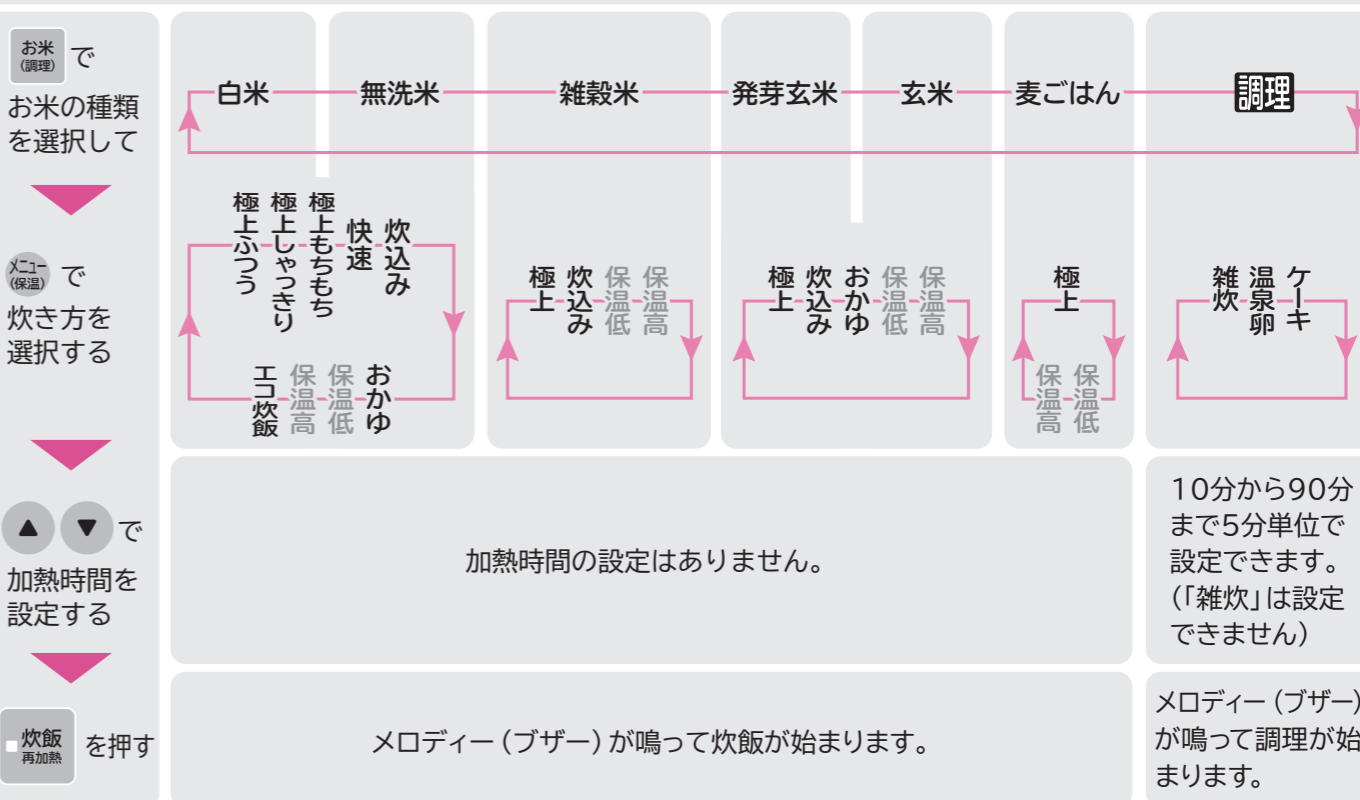 お米
(調理)
で
お米の種類
を選択して
白米
無洗米
雑穀米
発芽玄米
玄米
麦ごはん
調理
メニュー
(保温)
で
炊き方を
選択する
極上ふつう
極上しゃっきり
極上もちもち
快速
炊込み
エコ炊飯
保温高
保温低
おかゆ
極上
炊込み
保温低
保温高
極上
炊込み
おかゆ
保温低
保温高
極上
保温高
保温低
雑炊
温泉卵
ケーキ
▲ ▼ で
加熱時間を
設定する
加熱時間の設定はありません。
10分から90分
まで5分単位で
設定できます。
(「雑炊」は設定
できません)
炊飯
再加熱
を押す
メロディー (ブザー) が鳴って炊飯が始まります。
メロディー (ブザー)
が鳴って調理が始
まります。